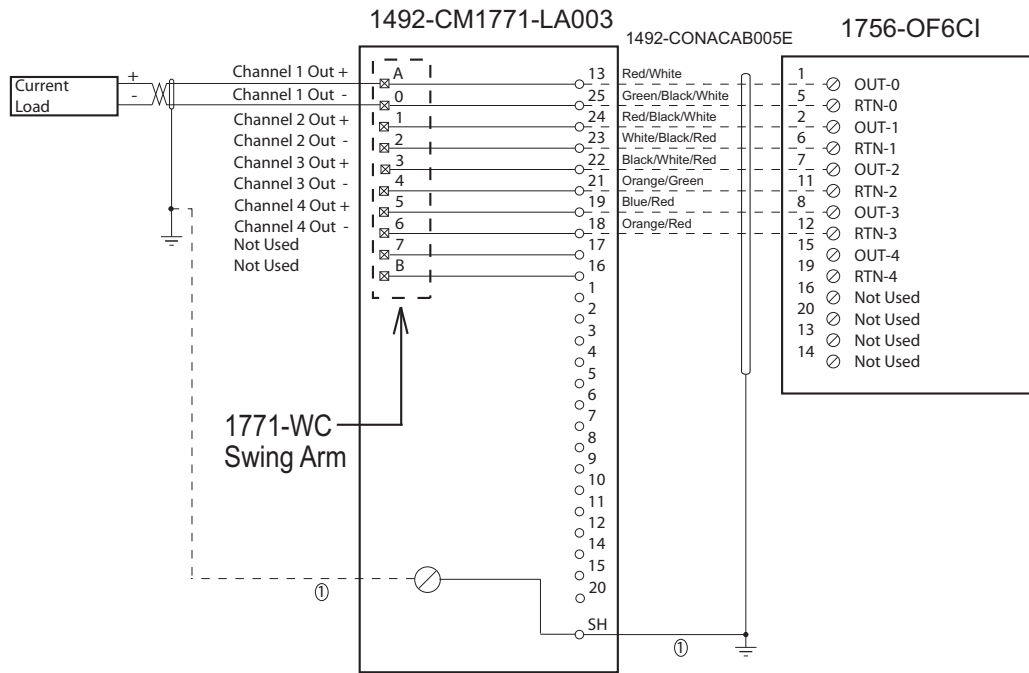 1492-CM1771-LA003
1492-CONACAB005E
1756-OF6CI
Current
Load
+
-
Channel 1 Out +
Channel 1 Out -
Channel 2 Out +
Channel 2 Out -
Channel 3 Out +
Channel 3 Out -
Channel 4 Out +
Channel 4 Out -
Not Used
Not Used
A
0
1
2
3
4
5
6
7
B
1771-WC
Swing Arm
13 Red/White
25 Green/Black/White
24 Red/Black/White
23 White/Black/Red
22 Black/White/Red
21 Orange/Green
19 Blue/Red
18 Orange/Red
17
16
1
2
3
4
5
6
7
8
9
10
11
12
14
15
20
SH
①
①
1 OUT-0
5 RTN-0
2 OUT-1
6 RTN-1
7 OUT-2
11 RTN-2
8 OUT-3
12 RTN-3
15 OUT-4
19 RTN-4
16 Not Used
20 Not Used
13 Not Used
14 Not Used